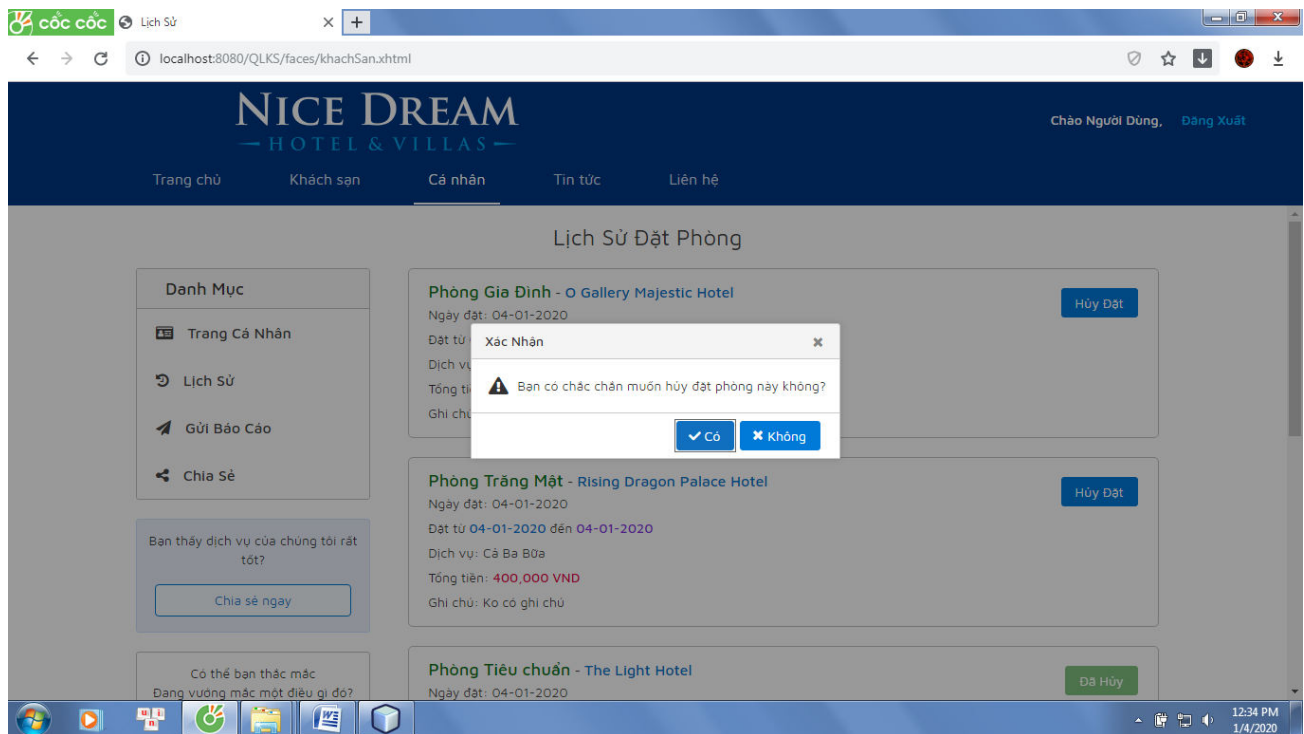 cốc cốc
Lịch Sử
localhost:8080/QLKS/faces/khachSan.xhtml
NICE DREAM
HOTEL & VILLAS
Chào Người Dùng, Đăng Xuất
Trang chủ Khách sạn Cá nhân Tin tức Liên hệ
Lịch Sử Đặt Phòng
Danh Mục
Trang Cá Nhân
Lịch Sử
Gửi Báo Cáo
Chia Sẻ
Bạn thấy dịch vụ của chúng tôi rất
tốt?
Chia sẻ ngay
Có thể bạn thắc mắc
Đang vướng mắc một điều gì đó?
Phòng Gia Đình - O Gallery Majestic Hotel
Hủy Đặt
Ngày đặt: 04-01-2020
Đặt từ
Dịch vụ
Tổng ti
Ghi chú
Xác Nhận
Bạn có chắc chắn muốn hủy đặt phòng này không?
Có Không
Phòng Trăng Mật - Rising Dragon Palace Hotel
Hủy Đặt
Ngày đặt: 04-01-2020
Đặt từ 04-01-2020 đến 04-01-2020
Dịch vụ: Cả Ba Bữa
Tổng tiền: 400,000 VND
Ghi chú: Ko có ghi chú
Phòng Tiêu chuẩn - The Light Hotel
Đã Hủy
Ngày đặt: 04-01-2020
12:34 PM
1/4/2020